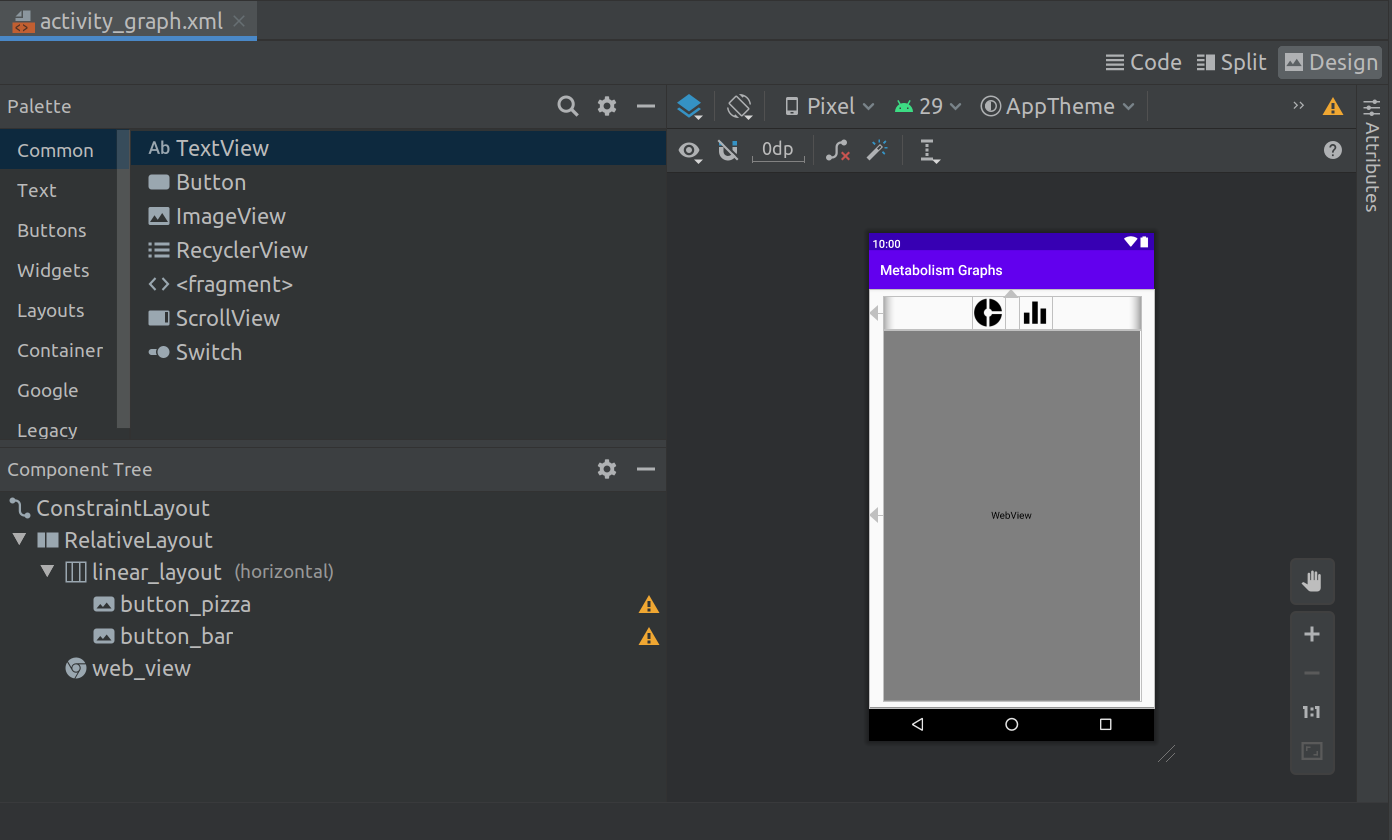 activity_graph.xml
Code Split Design
Palette
Pixel 29 AppTheme
Attributes
0dp
Common
Text
Buttons
Widgets
Layouts
Container
Google
Legacy
Ab TextView
Button
ImageView
RecyclerView
<fragment>
ScrollView
Switch
Component Tree
ConstraintLayout
RelativeLayout
linear_layout (horizontal)
button_pizza
button_bar
web_view
10:00
Metabolism Graphs
WebView
1:1